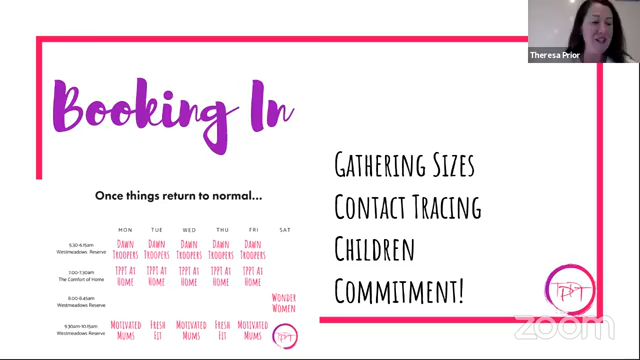 Theresa Prior
Booking In
Once things return to normal...
GATHERING SIZES
CONTACT TRACING
CHILDREN
COMMITMENT!
MON TUE WED THU FRI SAT
5:30-6:15am
Westmeadows Reserve
DAWN TROOPERS DAWN TROOPERS DAWN TROOPERS DAWN TROOPERS DAWN TROOPERS
7:00-7:30am
The Comfort of Home
TPPT AT HOME TPPT AT HOME TPPT AT HOME TPPT AT HOME TPPT AT HOME
8:00-8:45am
Westmeadows Reserve
WONDER WOMEN
9:30am-10:15am
Westmeadows Reserve
MOTIVATED MUMS FRESH FIT MOTIVATED MUMS FRESH FIT MOTIVATED MUMS
TPPT
TPPT
zoom